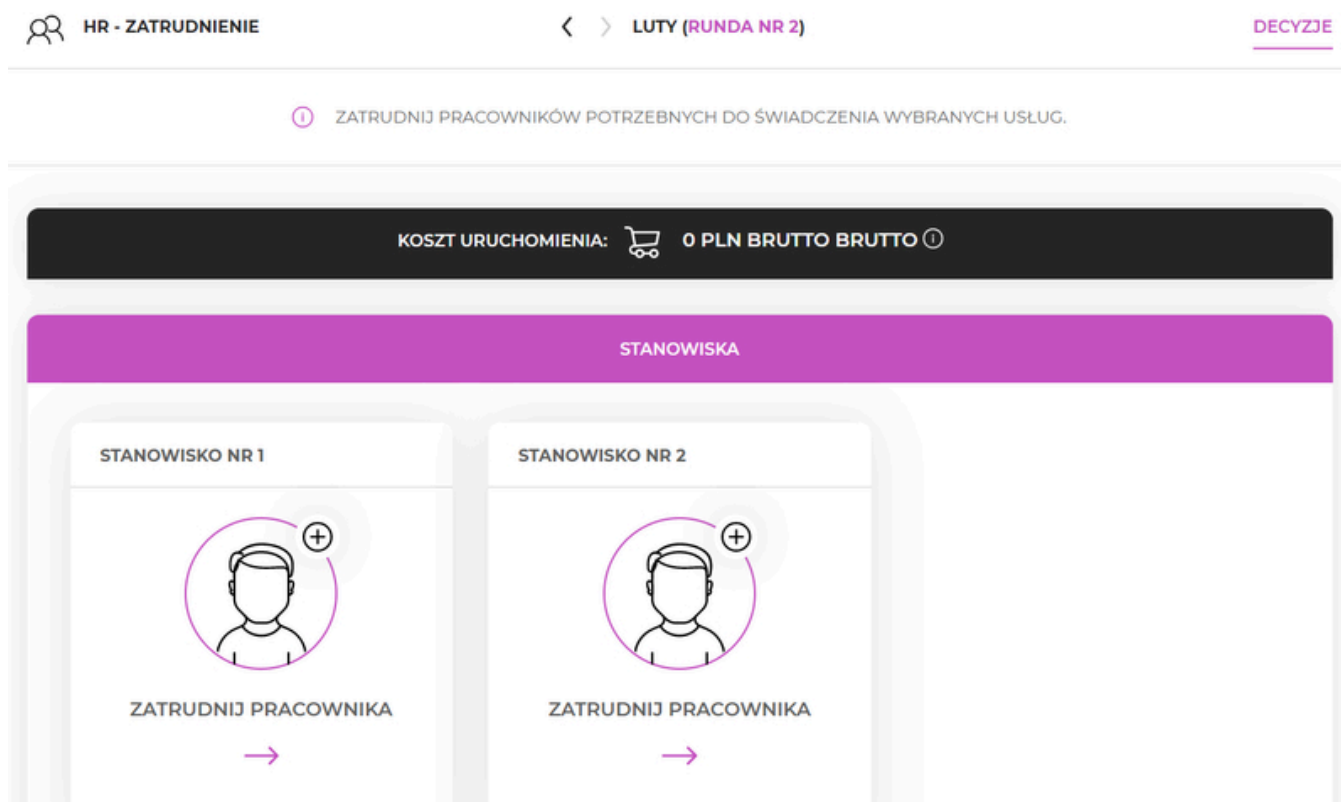 HR - ZATRUDNIENIE
LUTY (RUNDA NR 2)
DECYZJE
ZATRUDNIJ PRACOWNIKÓW POTRZEBNYCH DO ŚWIADCZENIA WYBRANYCH USŁUG.
KOSZT URUCHOMIENIA: 0 PLN BRUTTO BRUTTO
STANOWISKA
STANOWISKO NR 1
STANOWISKO NR 2
ZATRUDNIJ PRACOWNIKA
ZATRUDNIJ PRACOWNIKA